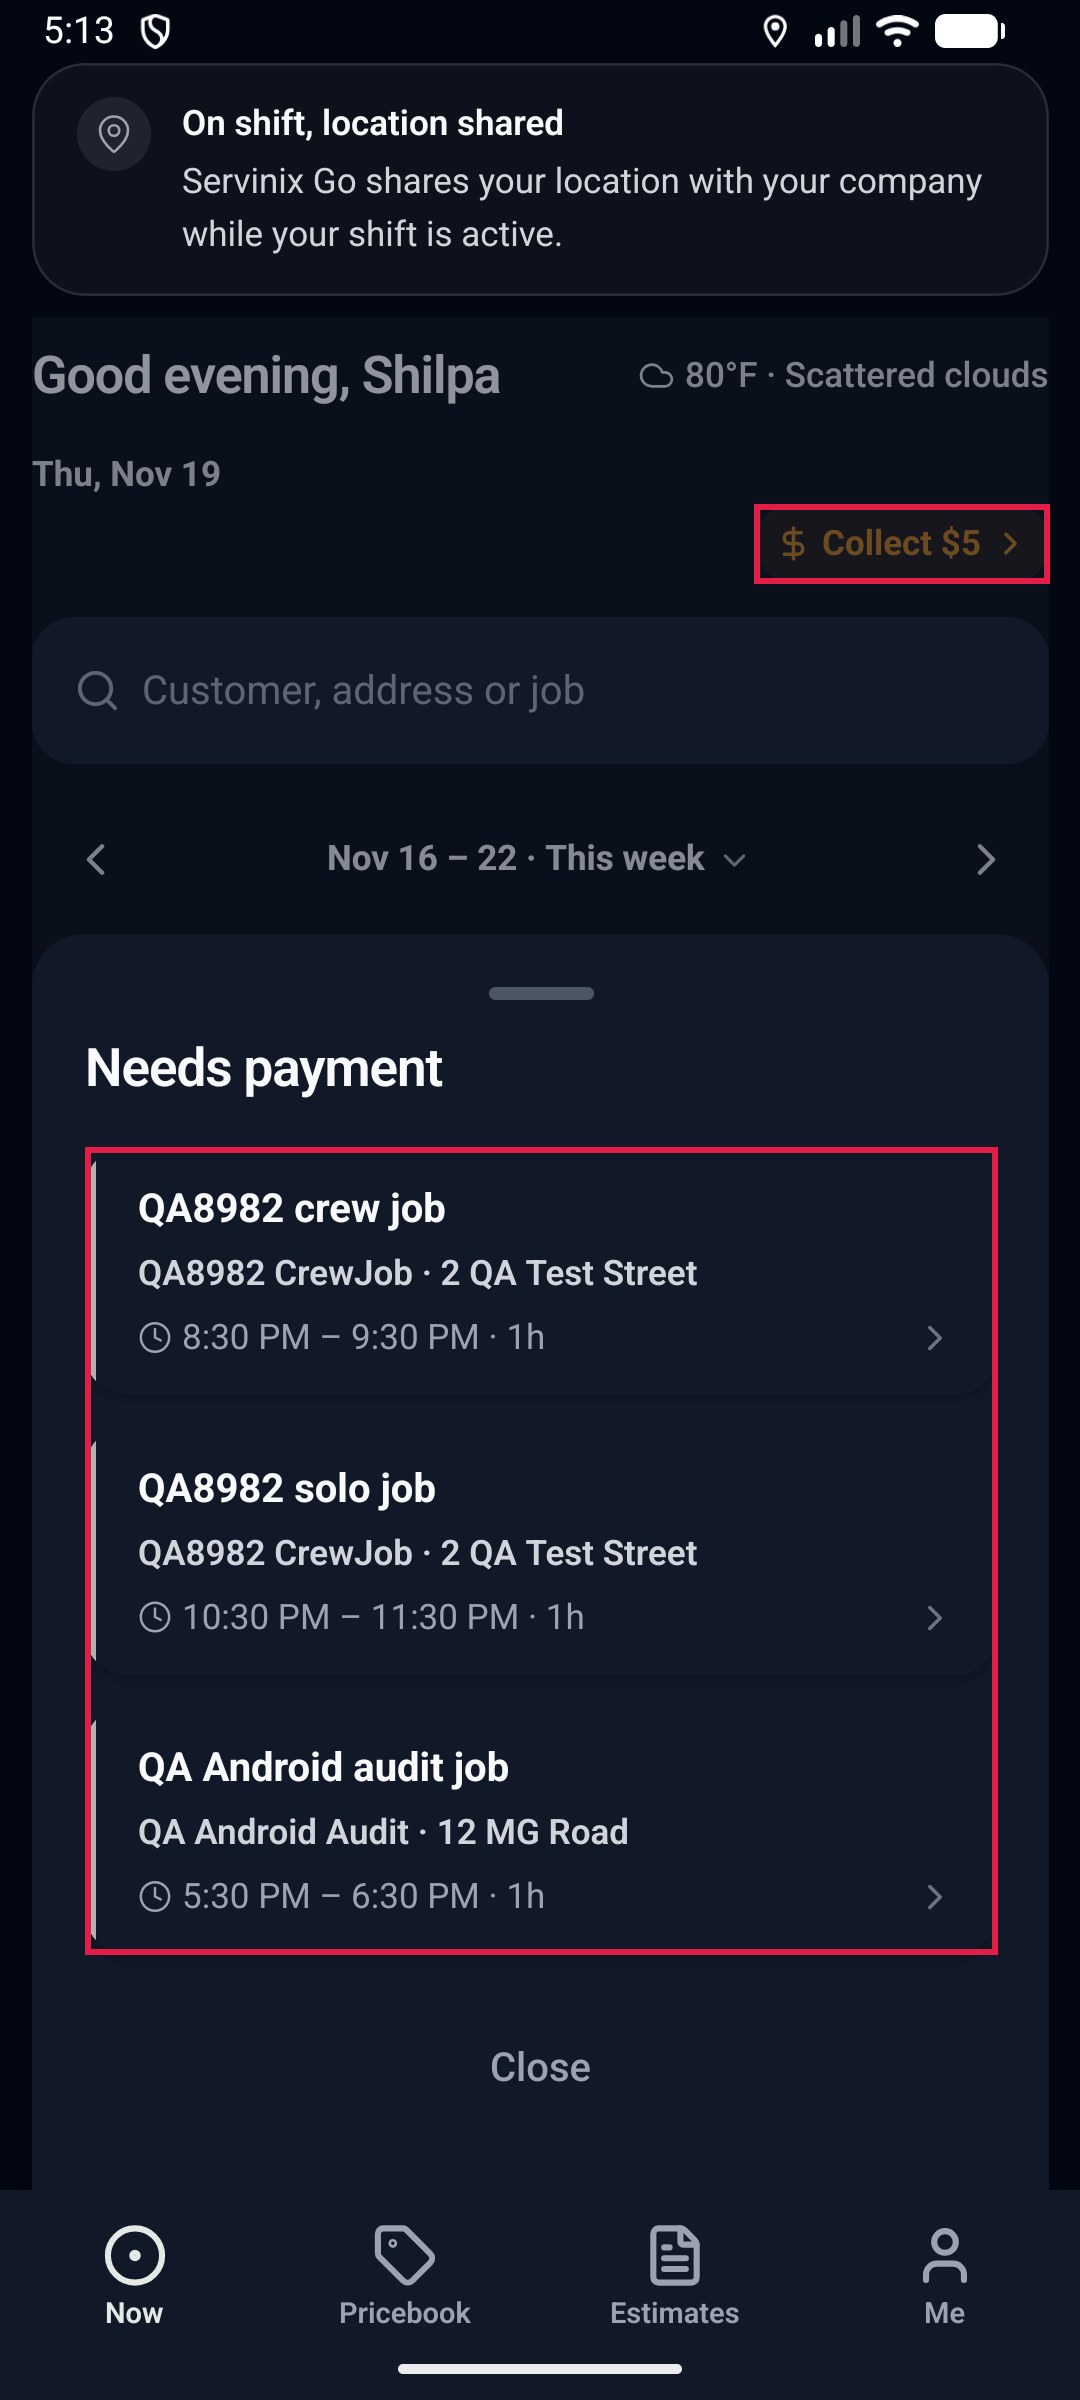 5:13
On shift, location shared
Servinix Go shares your location with your company
while your shift is active.
Good evening, Shilpa
80°F · Scattered clouds
Thu, Nov 19
Collect $5
Customer, address or job
Nov 16 – 22 · This week
Needs payment
QA8982 crew job
QA8982 CrewJob · 2 QA Test Street
8:30 PM – 9:30 PM · 1h
QA8982 solo job
QA8982 CrewJob · 2 QA Test Street
10:30 PM – 11:30 PM · 1h
QA Android audit job
QA Android Audit · 12 MG Road
5:30 PM – 6:30 PM · 1h
Close
Now
Pricebook
Estimates
Me